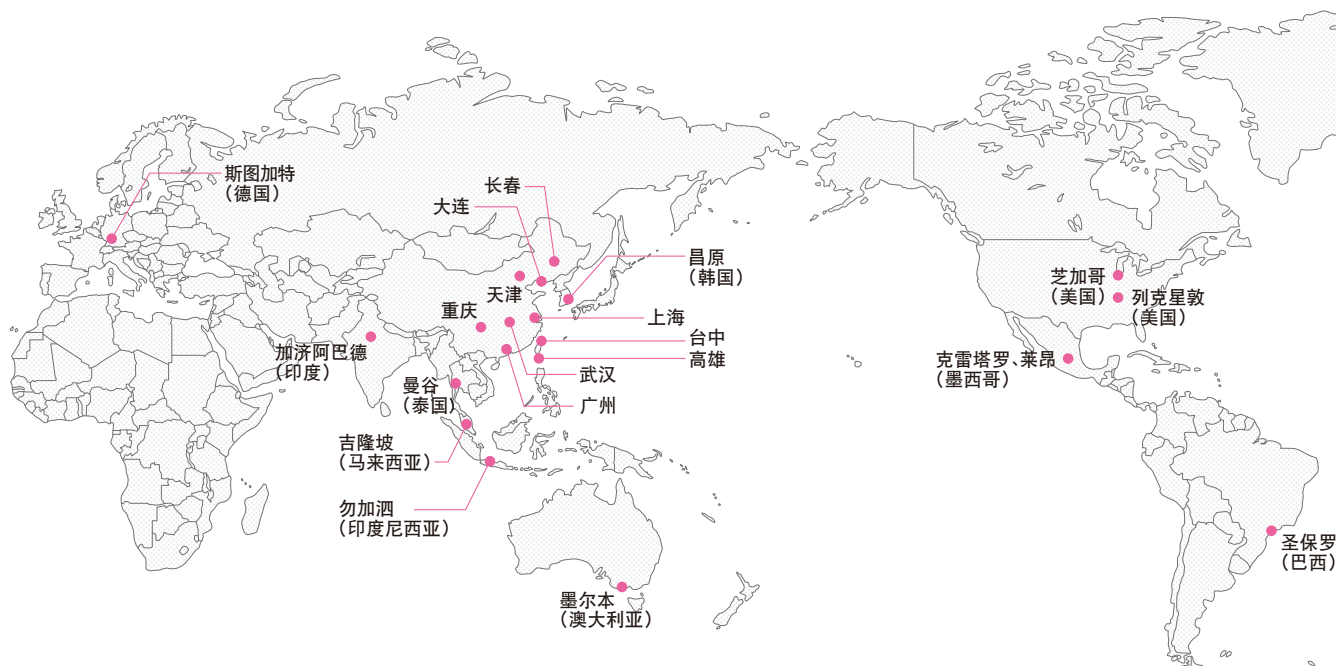 斯图加特
（德国）
长春
大连
昌原
（韩国）
天津
重庆
上海
台中
高雄
武汉
广州
加济阿巴德
（印度）
曼谷
（泰国）
吉隆坡
（马来西亚）
勿加泗
（印度尼西亚）
墨尔本
（澳大利亚）
芝加哥
（美国）
列克星敦
（美国）
克雷塔罗、莱昂
（墨西哥）
圣保罗
（巴西）